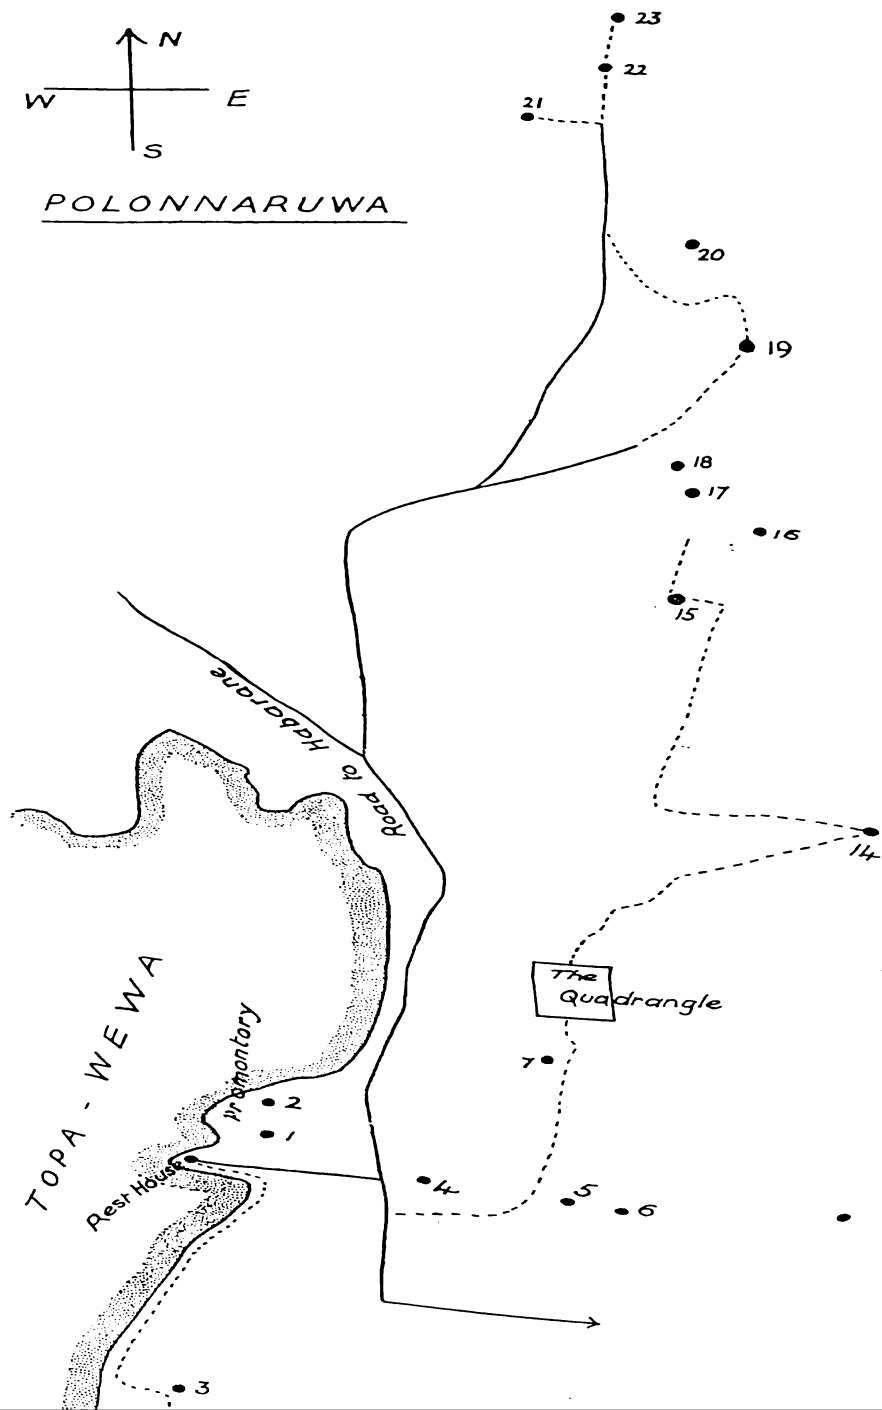 N
W E
S
POLONNARUWA
23
22
21
20
19
18
17
16
15
Road to Habarane
14
The
Quadrangle
TOPA - WEWA
promontory
7
2
1
Rest House
4
5
6
3